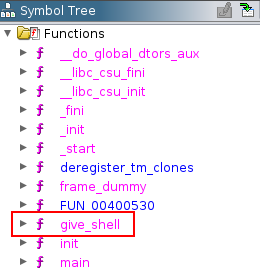 Symbol Tree
Functions
__do_global_dtors_aux
__libc_csu_fini
__libc_csu_init
_fini
_init
_start
deregister_tm_clones
frame_dummy
FUN_00400530
give_shell
init
main